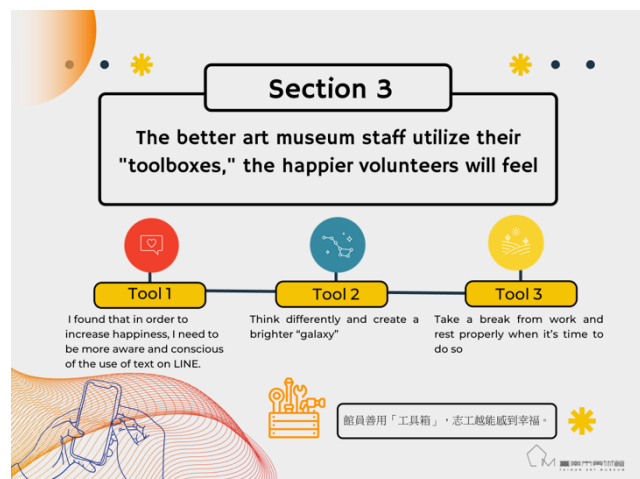 Section 3
The better art museum staff utilize their
"toolboxes," the happier volunteers will feel
Tool 1
Tool 2
Tool 3
I found that in order to
increase happiness, I need to
be more aware and conscious
of the use of text on LINE.
Think differently and create a
brighter “galaxy”
Take a break from work and
rest properly when it’s time to
do so
館員善用「工具箱」，志工越能感到幸福。